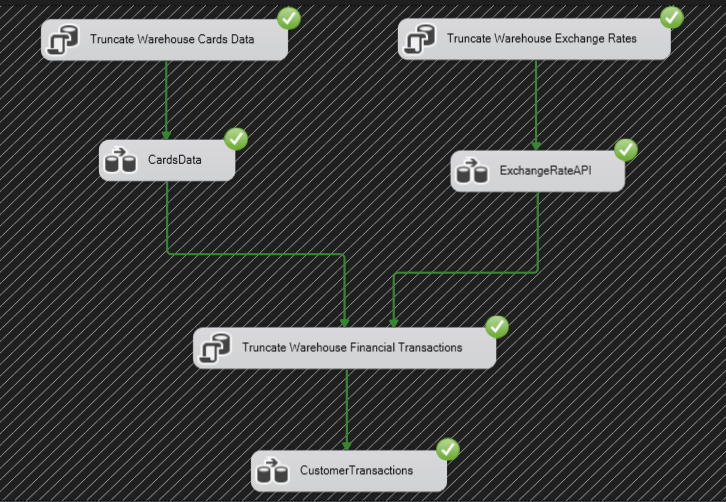 Truncate Warehouse Cards Data
Truncate Warehouse Exchange Rates
CardsData
ExchangeRateAPI
Truncate Warehouse Financial Transactions
CustomerTransactions